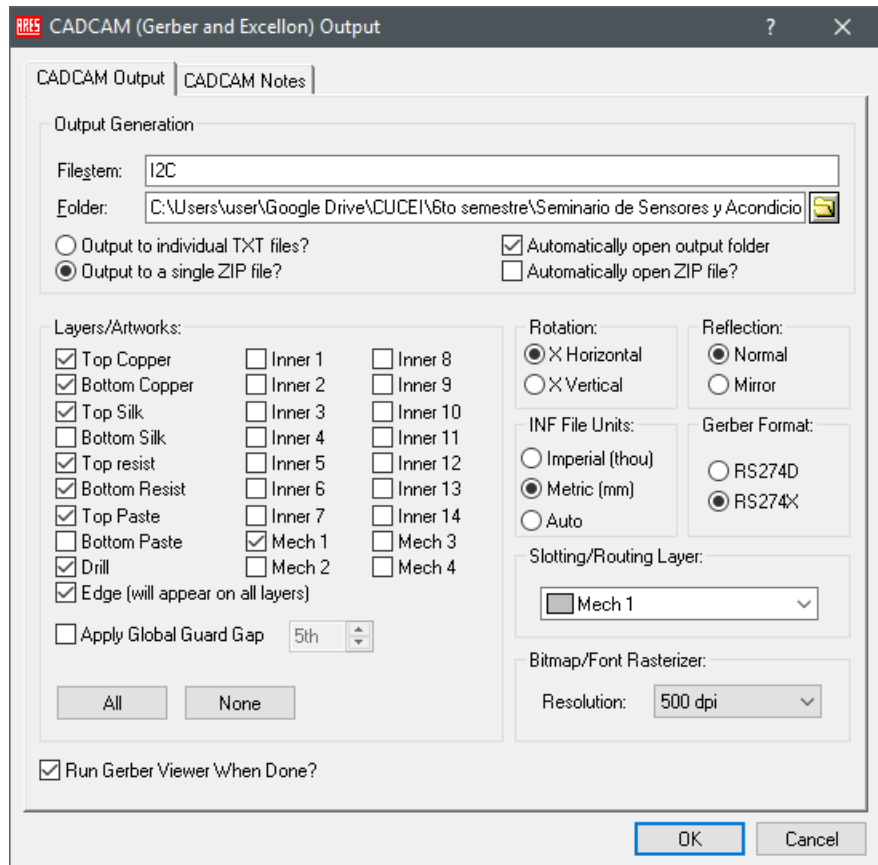 ARES CADCAM (Gerber and Excellon) Output ? ×
CADCAM Output CADCAM Notes
Output Generation
Filestem: I2C
Folder: C:\Users\user\Google Drive\CUCEI\6to semestre\Seminario de Sensores y Acondicio
Output to individual TXT files? Automatically open output folder
Output to a single ZIP file? Automatically open ZIP file?
Layers/Artworks: Rotation: Reflection:
Top Copper Inner 1 Inner 8 X Horizontal Normal
Bottom Copper Inner 2 Inner 9 X Vertical Mirror
Top Silk Inner 3 Inner 10
Bottom Silk Inner 4 Inner 11 INF File Units: Gerber Format:
Top resist Inner 5 Inner 12 Imperial (thou) RS274D
Bottom Resist Inner 6 Inner 13 Metric (mm) RS274X
Top Paste Inner 7 Inner 14 Auto
Bottom Paste Mech 1 Mech 3
Drill Mech 2 Mech 4 Slotting/Routing Layer:
Edge (will appear on all layers) Mech 1
Apply Global Guard Gap 5th
Bitmap/Font Rasterizer:
All None Resolution: 500 dpi
Run Gerber Viewer When Done?
OK Cancel